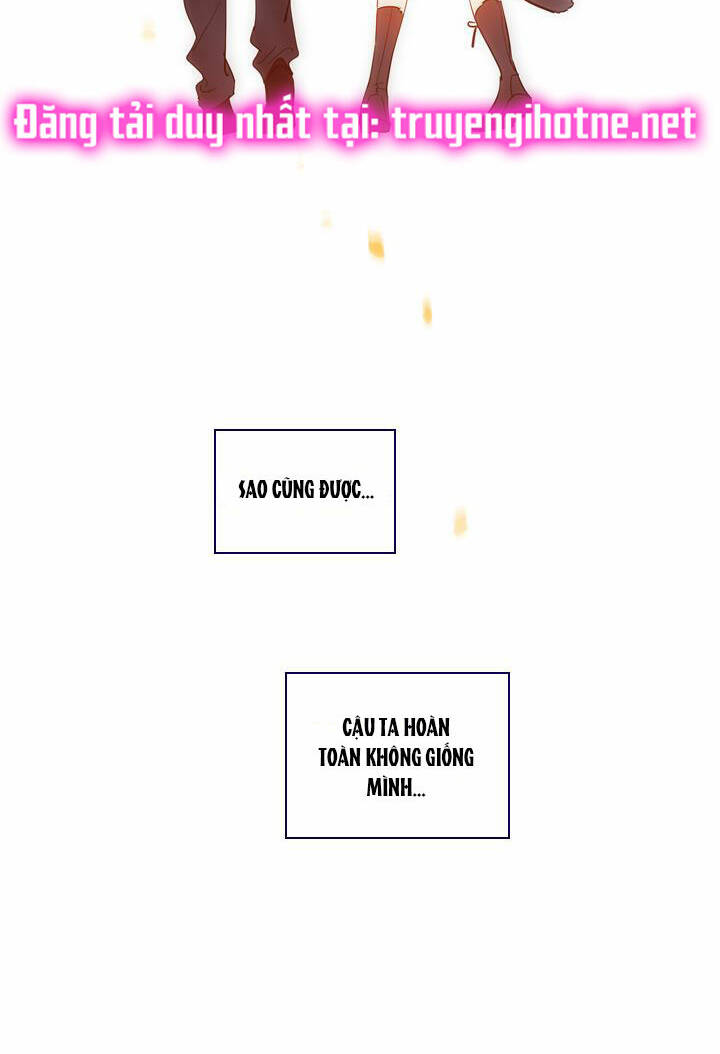 Đăng tải duy nhất tại: truyengihotne.net
SAO CŨNG ĐƯỢC...
CẬU TA HOÀN
TOÀN KHÔNG GIỐNG
MÌNH...